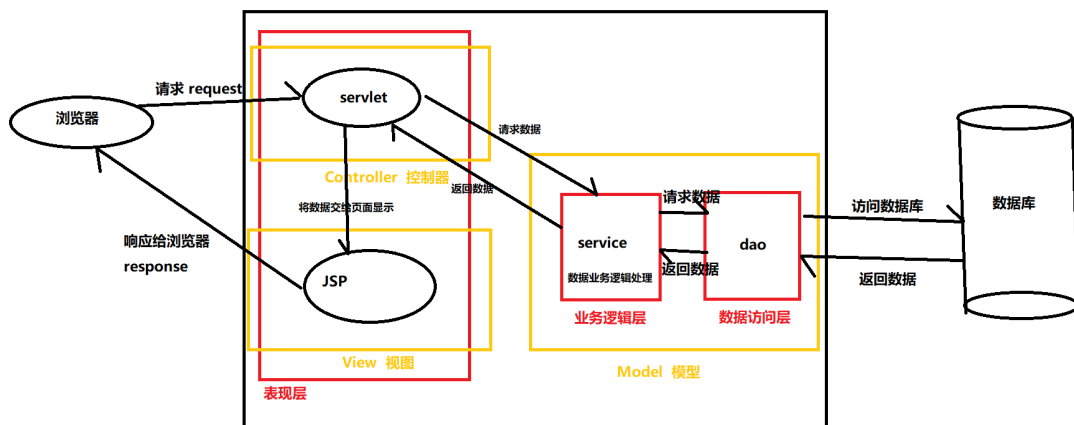 浏览器
请求 request
servlet
Controller 控制器
请求数据
返回数据
将数据交给页面显示
响应给浏览器
response
JSP
View 视图
表现层
service
数据业务逻辑处理
业务逻辑层
请求数据
返回数据
dao
数据访问层
Model 模型
访问数据库
返回数据
数据库